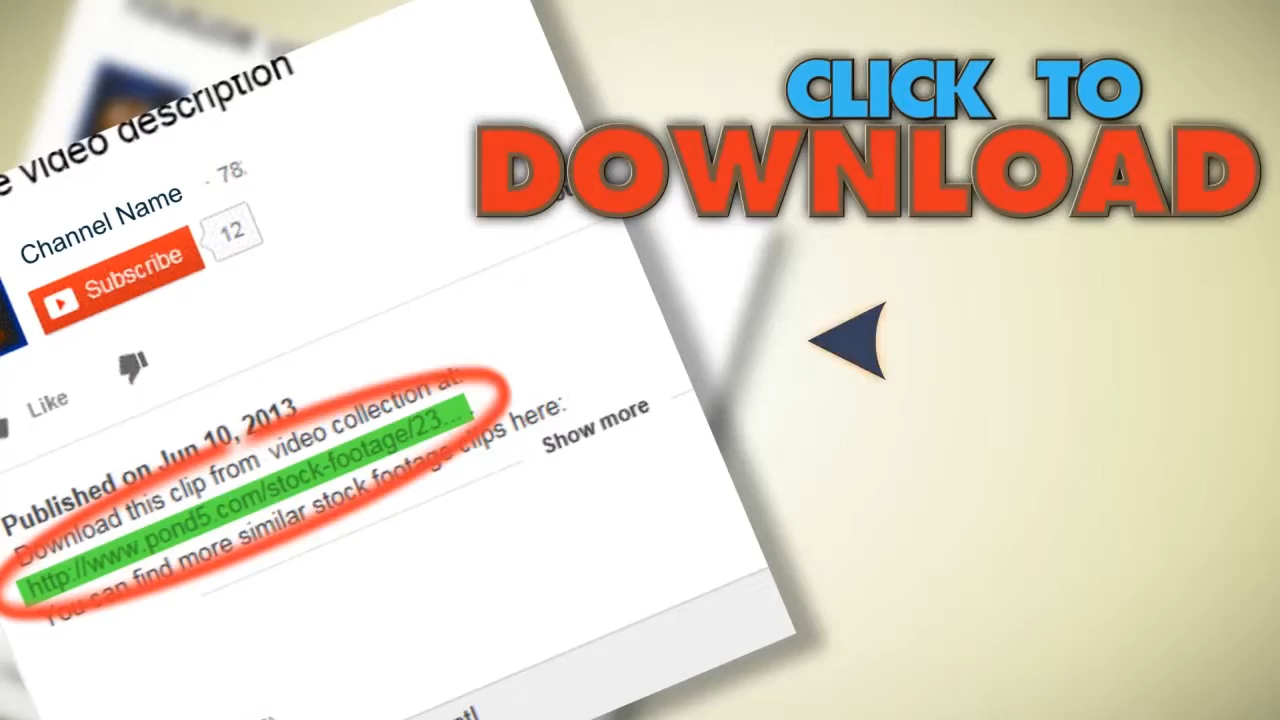 CLICK TO
DOWNLOAD
e video description
Channel Name
78
Subscribe
12
Like
Published on Jun 10, 2013
Download this clip from video collection at:
http://www.pond5.com/stock-footage/23...
You can find more similar stock footage clips here:
Show more